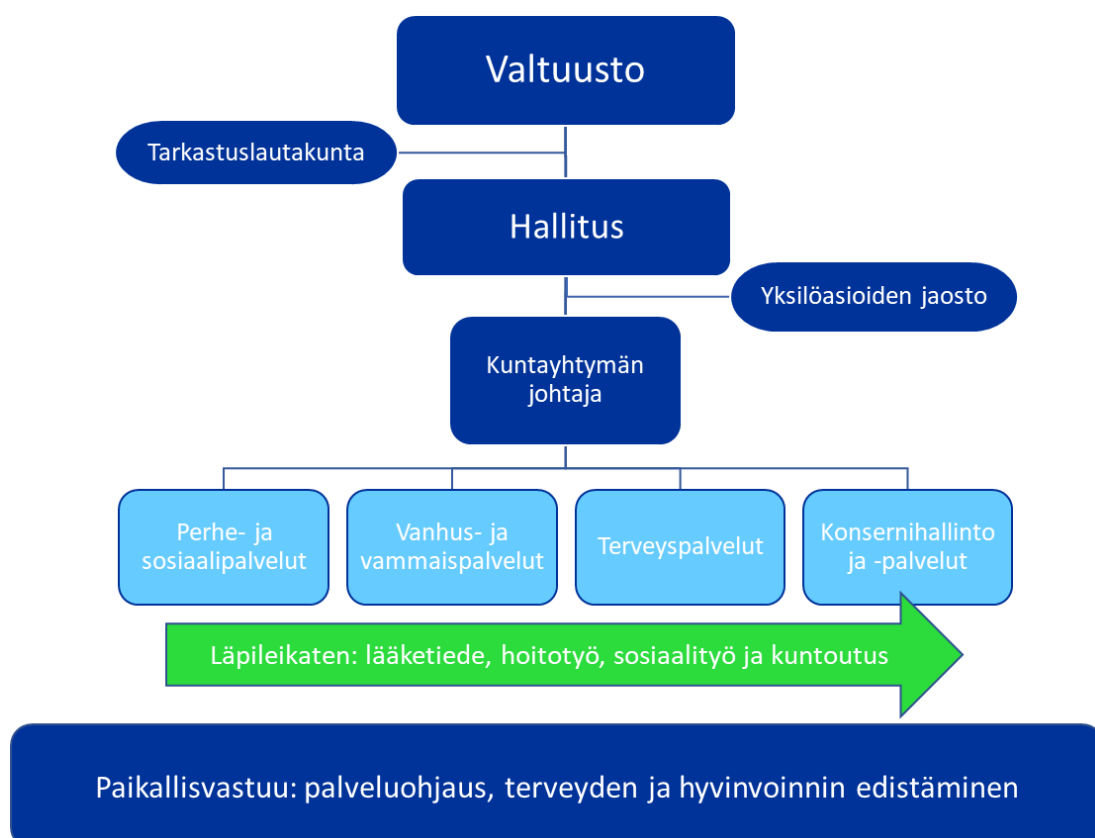 Valtuusto
Tarkastuslautakunta
Hallitus
Yksilöasioiden jaosto
Kuntayhtymän
johtaja
Perhe- ja
sosiaalipalvelut
Vanhus- ja
vammaispalvelut
Terveyspalvelut
Konsernihallinto
ja -palvelut
Läpileikaten: lääketiede, hoitotyö, sosiaalityö ja kuntoutus
Paikallisvastuu: palveluohjaus, terveyden ja hyvinvoinnin edistäminen